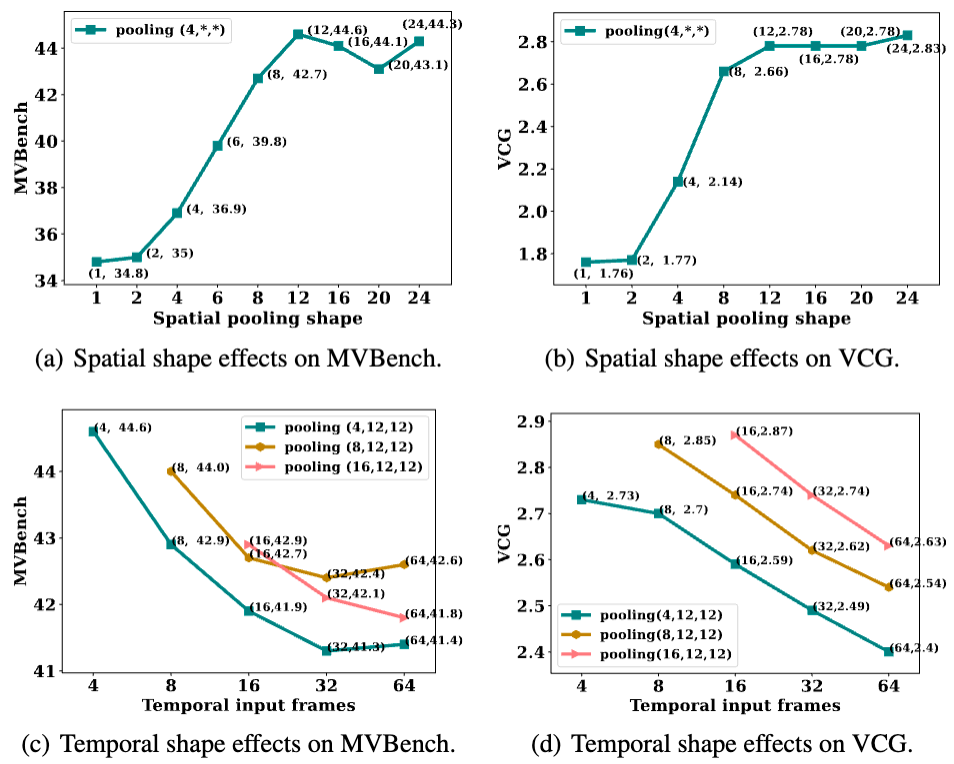 pooling (4,*,*)
(1, 34.8)
(2, 35)
(4, 36.9)
(6, 39.8)
(8, 42.7)
(12,44.6)
(16,44.1)
(20,43.1)
(24,44.3)
44
42
40
38
36
34
MVBench
1 2 4 6 8 12 16 20 24
Spatial pooling shape
(a) Spatial shape effects on MVBench.
pooling(4,*,*)
(1, 1.76)
(2, 1.77)
(4, 2.14)
(8, 2.66)
(12,2.78)
(16,2.78)
(20,2.78)
(24,2.83)
2.8
2.6
2.4
2.2
2.0
1.8
VCG
1 2 4 8 12 16 20 24
Spatial pooling shape
(b) Spatial shape effects on VCG.
pooling (4,12,12)
pooling (8,12,12)
pooling (16,12,12)
(4, 44.6)
(8, 44.0)
(8, 42.9)
(16,42.9)
(16,42.7)
(16,41.9)
(32,42.4)
(32,42.1)
(32,41.3)
(64,42.6)
(64,41.8)
(64,41.4)
44
43
42
41
MVBench
4 8 16 32 64
Temporal input frames
(c) Temporal shape effects on MVBench.
(16,2.87)
(8, 2.85)
(4, 2.73)
(8, 2.7)
(16,2.74)
(32,2.74)
(16,2.59)
(32,2.62)
(64,2.63)
(32,2.49)
(64,2.54)
(64,2.4)
pooling(4,12,12)
pooling(8,12,12)
pooling(16,12,12)
2.9
2.8
2.7
2.6
2.5
2.4
VCG
4 8 16 32 64
Temporal input frames
(d) Temporal shape effects on VCG.